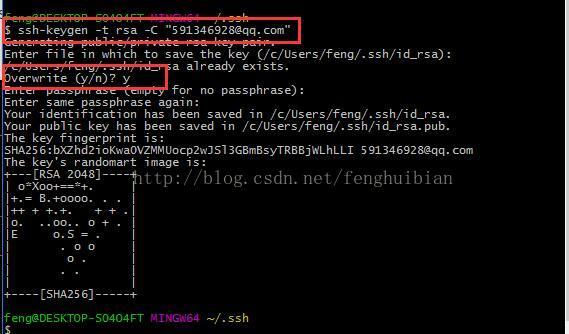 feng@DESKTOP-SO4O4FT MINGW64 ~/.ssh
$ ssh-keygen -t rsa -C "591346928@qq.com"
Generating public/private rsa key pair.
Enter file in which to save the key (/c/Users/feng/.ssh/id_rsa):
/c/Users/feng/.ssh/id_rsa already exists.
Overwrite (y/n)? y
Enter passphrase (empty for no passphrase):
Enter same passphrase again:
Your identification has been saved in /c/Users/feng/.ssh/id_rsa.
Your public key has been saved in /c/Users/feng/.ssh/id_rsa.pub.
The key fingerprint is:
SHA256:bXZhd2ioKwaOVZMMUocp2wJSl3GBmBsyTRBBjWLhLLI 591346928@qq.com
The key's randomart image is:
+---[RSA 2048]----+
| o*Xoo+==*+. |
|+.= B.+oooo. . . |
|++ + +.+. + + .|
|o. ..oo.. o + . |
|E o.S = . |
| . o o |
| o . |
| . . |
| |
+----[SHA256]-----+
http://blog.csdn.net/fenghuibian
feng@DESKTOP-SO4O4FT MINGW64 ~/.ssh
$